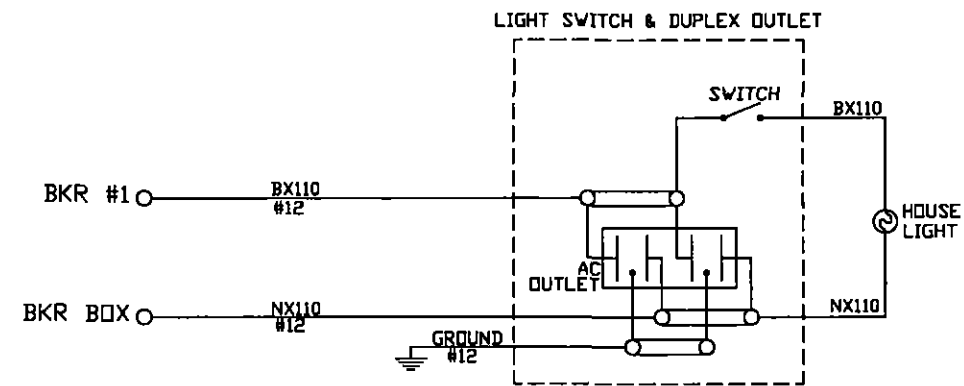 LIGHT SWITCH & DUPLEX OUTLET
SWITCH
BX110
BKR #1
BX110
#12
HOUSE
LIGHT
AC
OUTLET
BKR BOX
NX110
#12
NX110
GROUND
#12